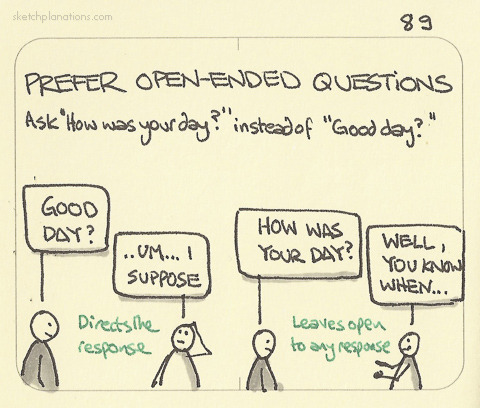 sketchplanations.com
89
PREFER OPEN-ENDED QUESTIONS
Ask "How was your day?" instead of "Good day?"
GOOD
DAY?
..UM... I
SUPPOSE
Directs the
response
HOW WAS
YOUR DAY?
WELL,
YOU KNOW
WHEN...
Leaves open
to any response